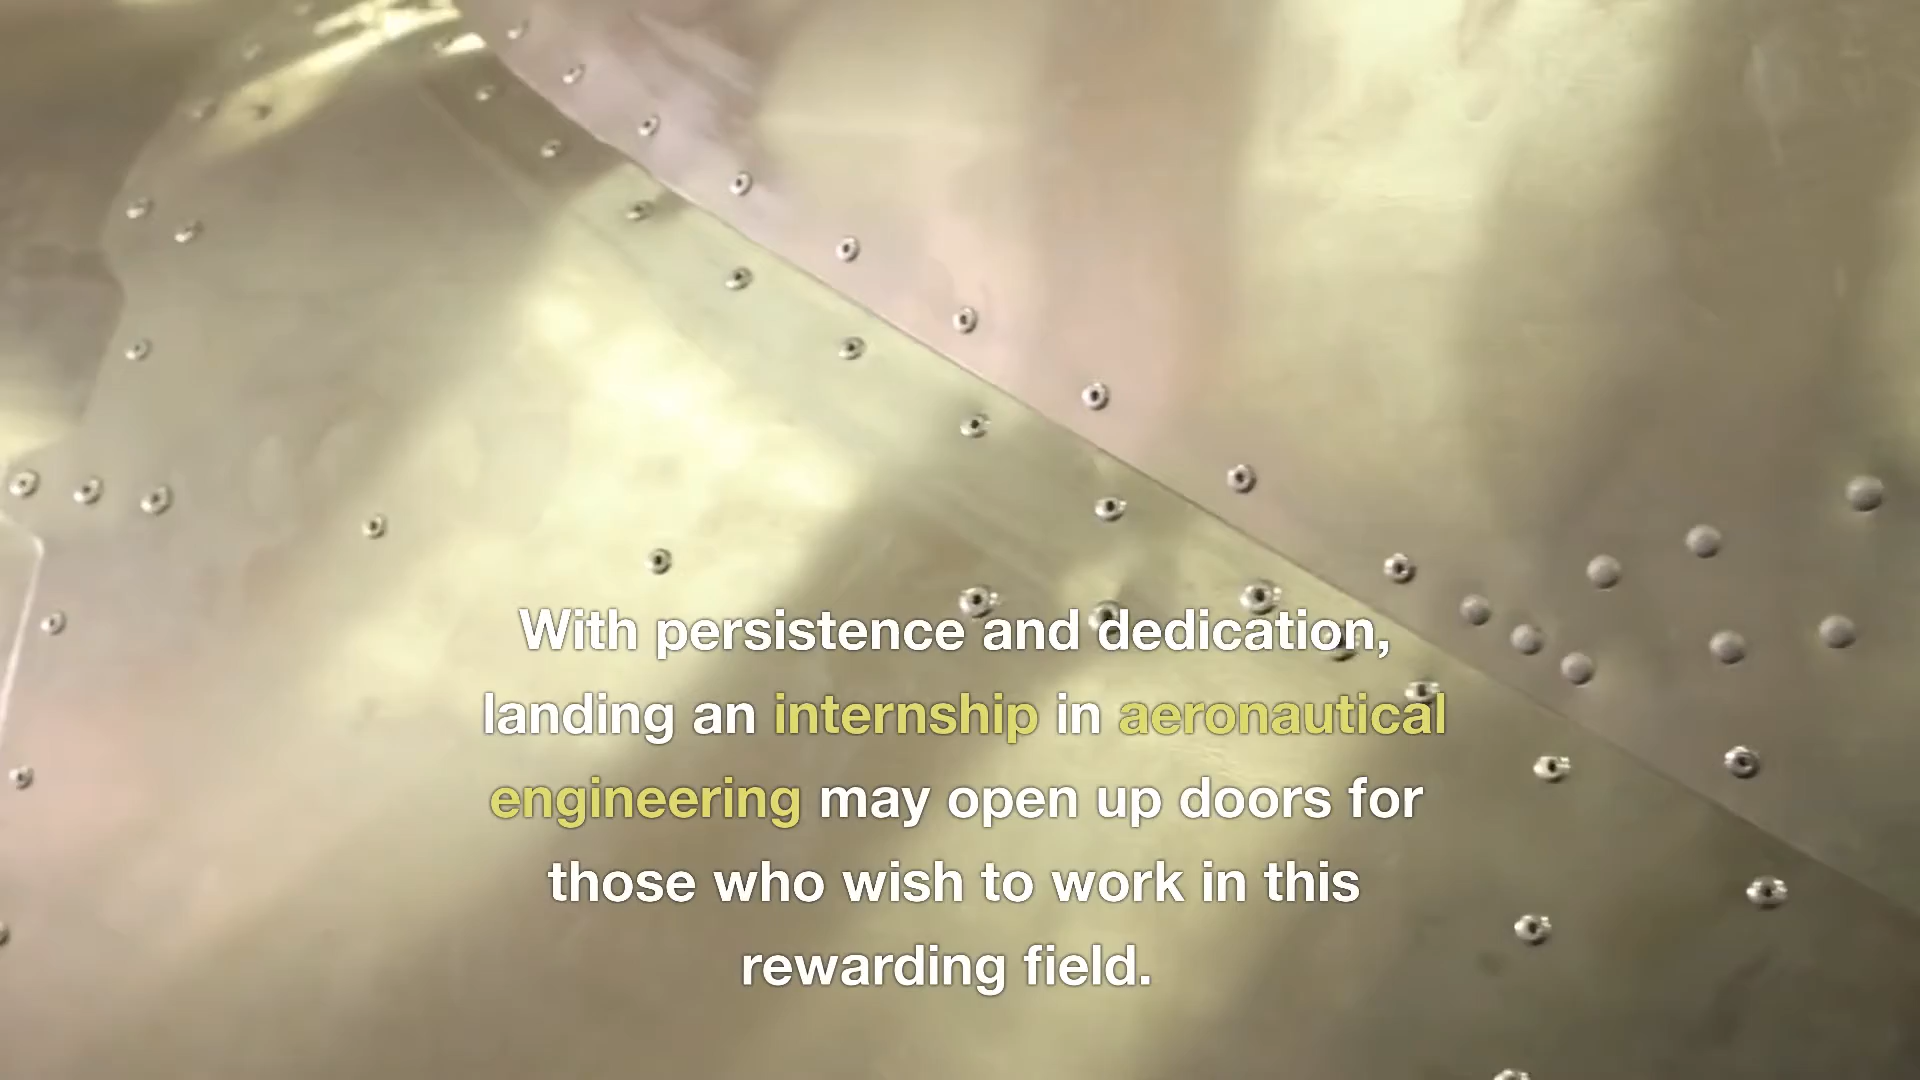 With persistence and dedication,
landing an internship in aeronautical
engineering may open up doors for
those who wish to work in this
rewarding field.